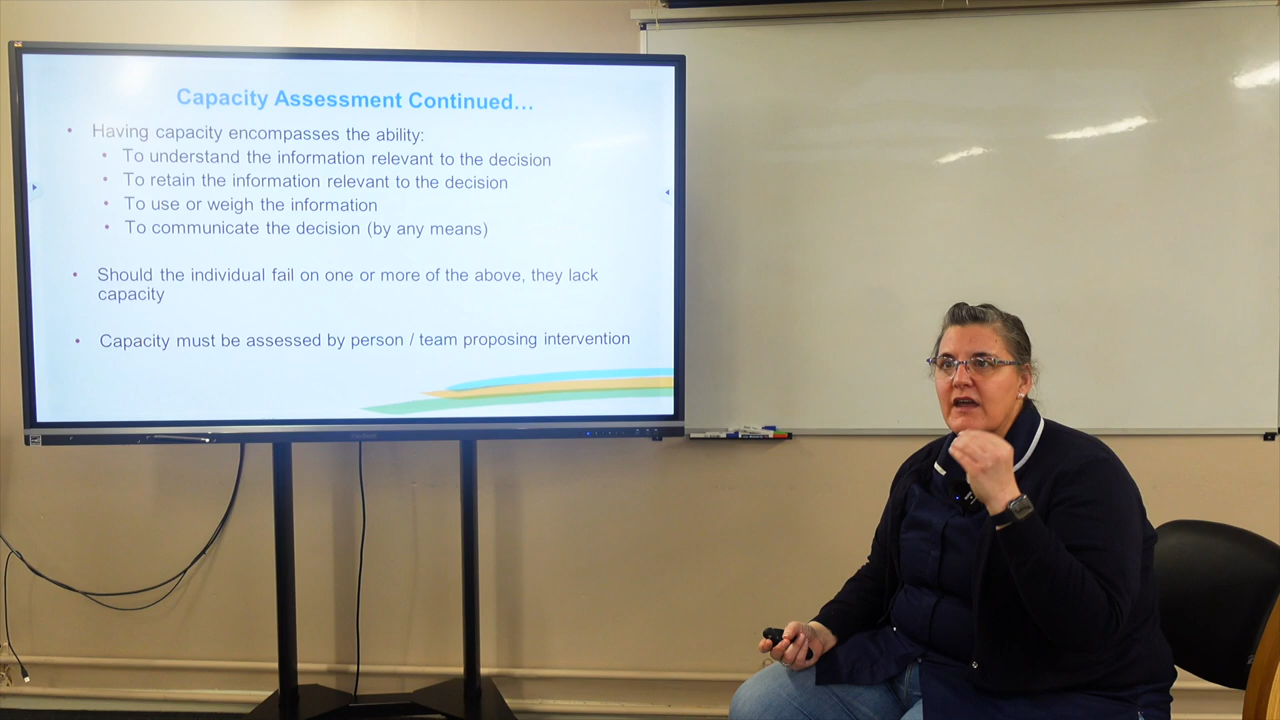 Capacity Assessment Continued...
• Having capacity encompasses the ability:
• To understand the information relevant to the decision
• To retain the information relevant to the decision
• To use or weigh the information
• To communicate the decision (by any means)
• Should the individual fail on one or more of the above, they lack
capacity
• Capacity must be assessed by person / team proposing intervention